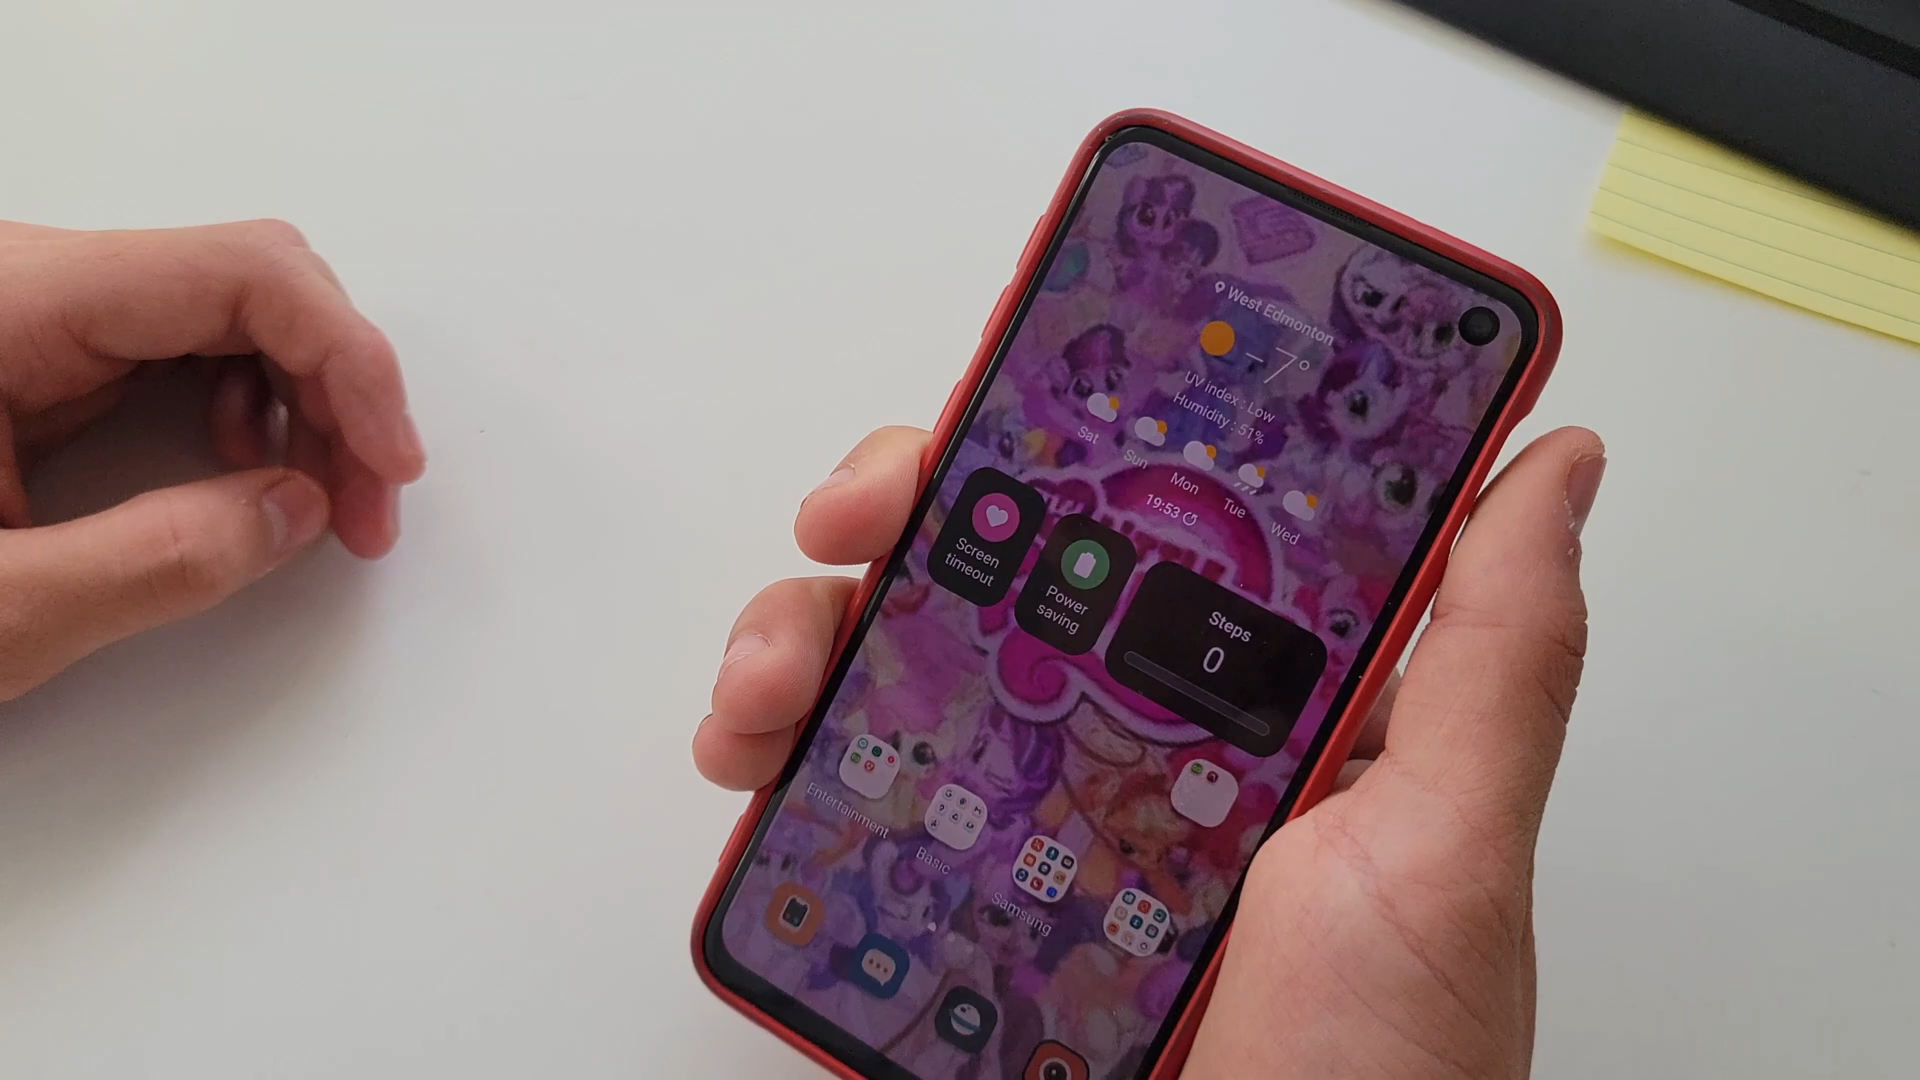 West Edmonton
-7°
UV index : Low
Humidity : 51%
Sat
Sun
Mon
Tue
Wed
19:53
Screen
timeout
Power
saving
Steps
0
Entertainment
Basic
Samsung